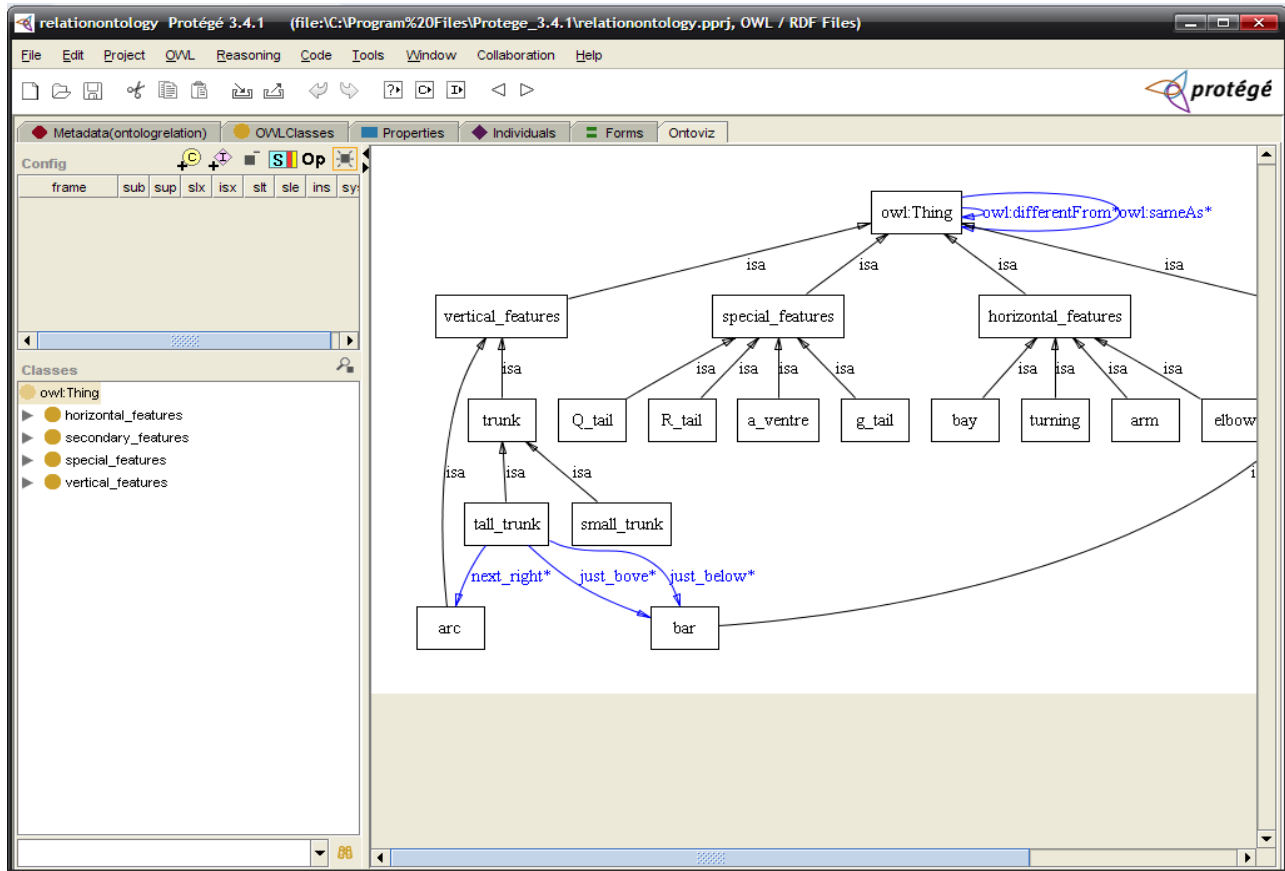 relationontology Protégé 3.4.1 (file:\C:\Program%20Files\Protege_3.4.1\relationontology.pprj, OWL / RDF Files)
File Edit Project OWL Reasoning Code Tools Window Collaboration Help
protégé
Metadata(ontologrelation) OWLClasses Properties Individuals Forms Ontoviz
Config
C I S Op
frame sub sup slx isx slt sle ins sy
Classes
owl:Thing
horizontal_features
secondary_features
special_features
vertical_features
owl:Thing owl:differentFrom* owl:sameAs*
isa isa isa isa
vertical_features special_features horizontal_features
isa isa isa isa isa isa isa isa isa
trunk Q_tail R_tail a_ventre g_tail bay turning arm elbow
isa isa isa i
tall_trunk small_trunk
next_right* just_bove* just_below*
arc bar